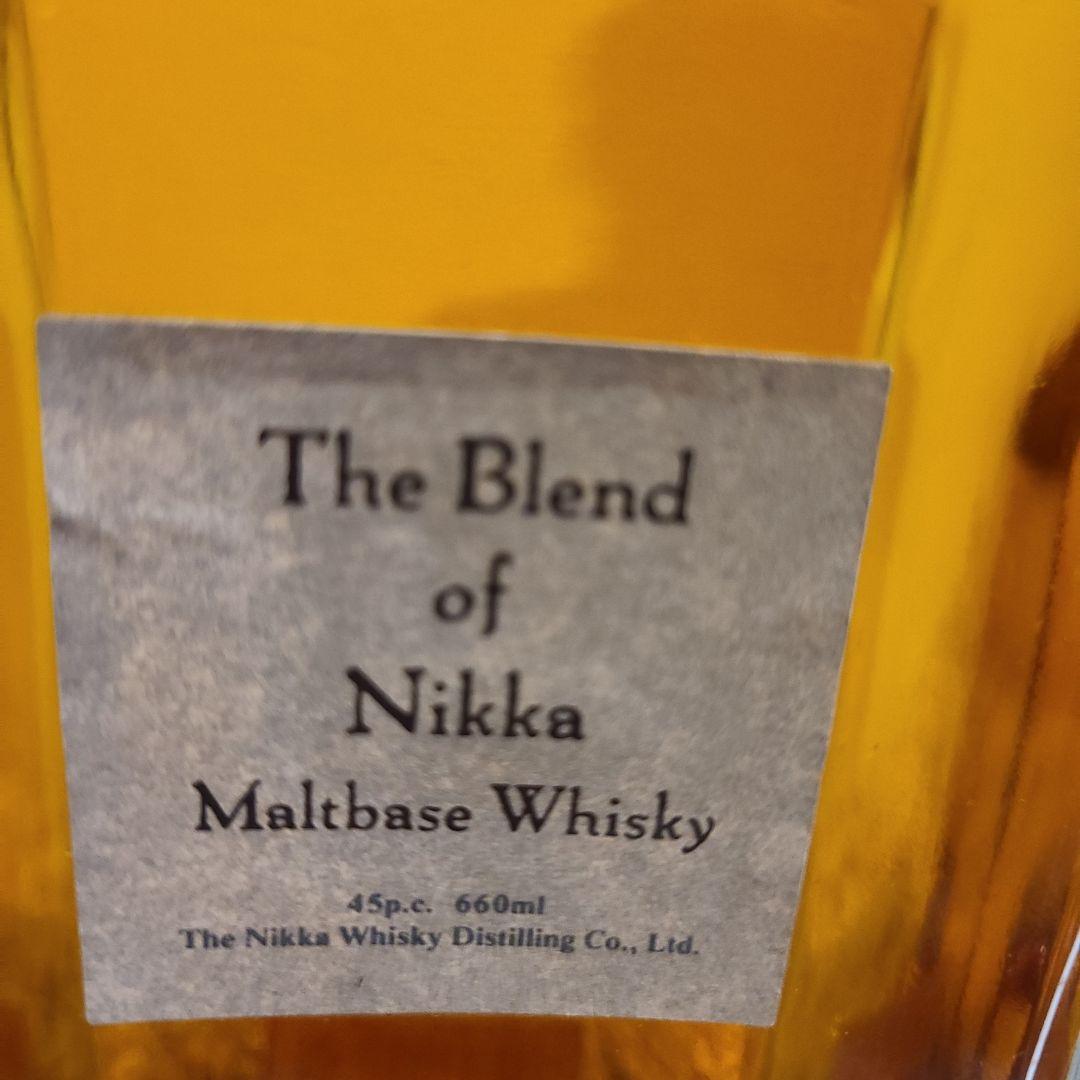 The Blend
of
Nikka
Maltbase Whisky
45p.c. 660ml
The Nikka Whisky Distilling Co., Ltd.